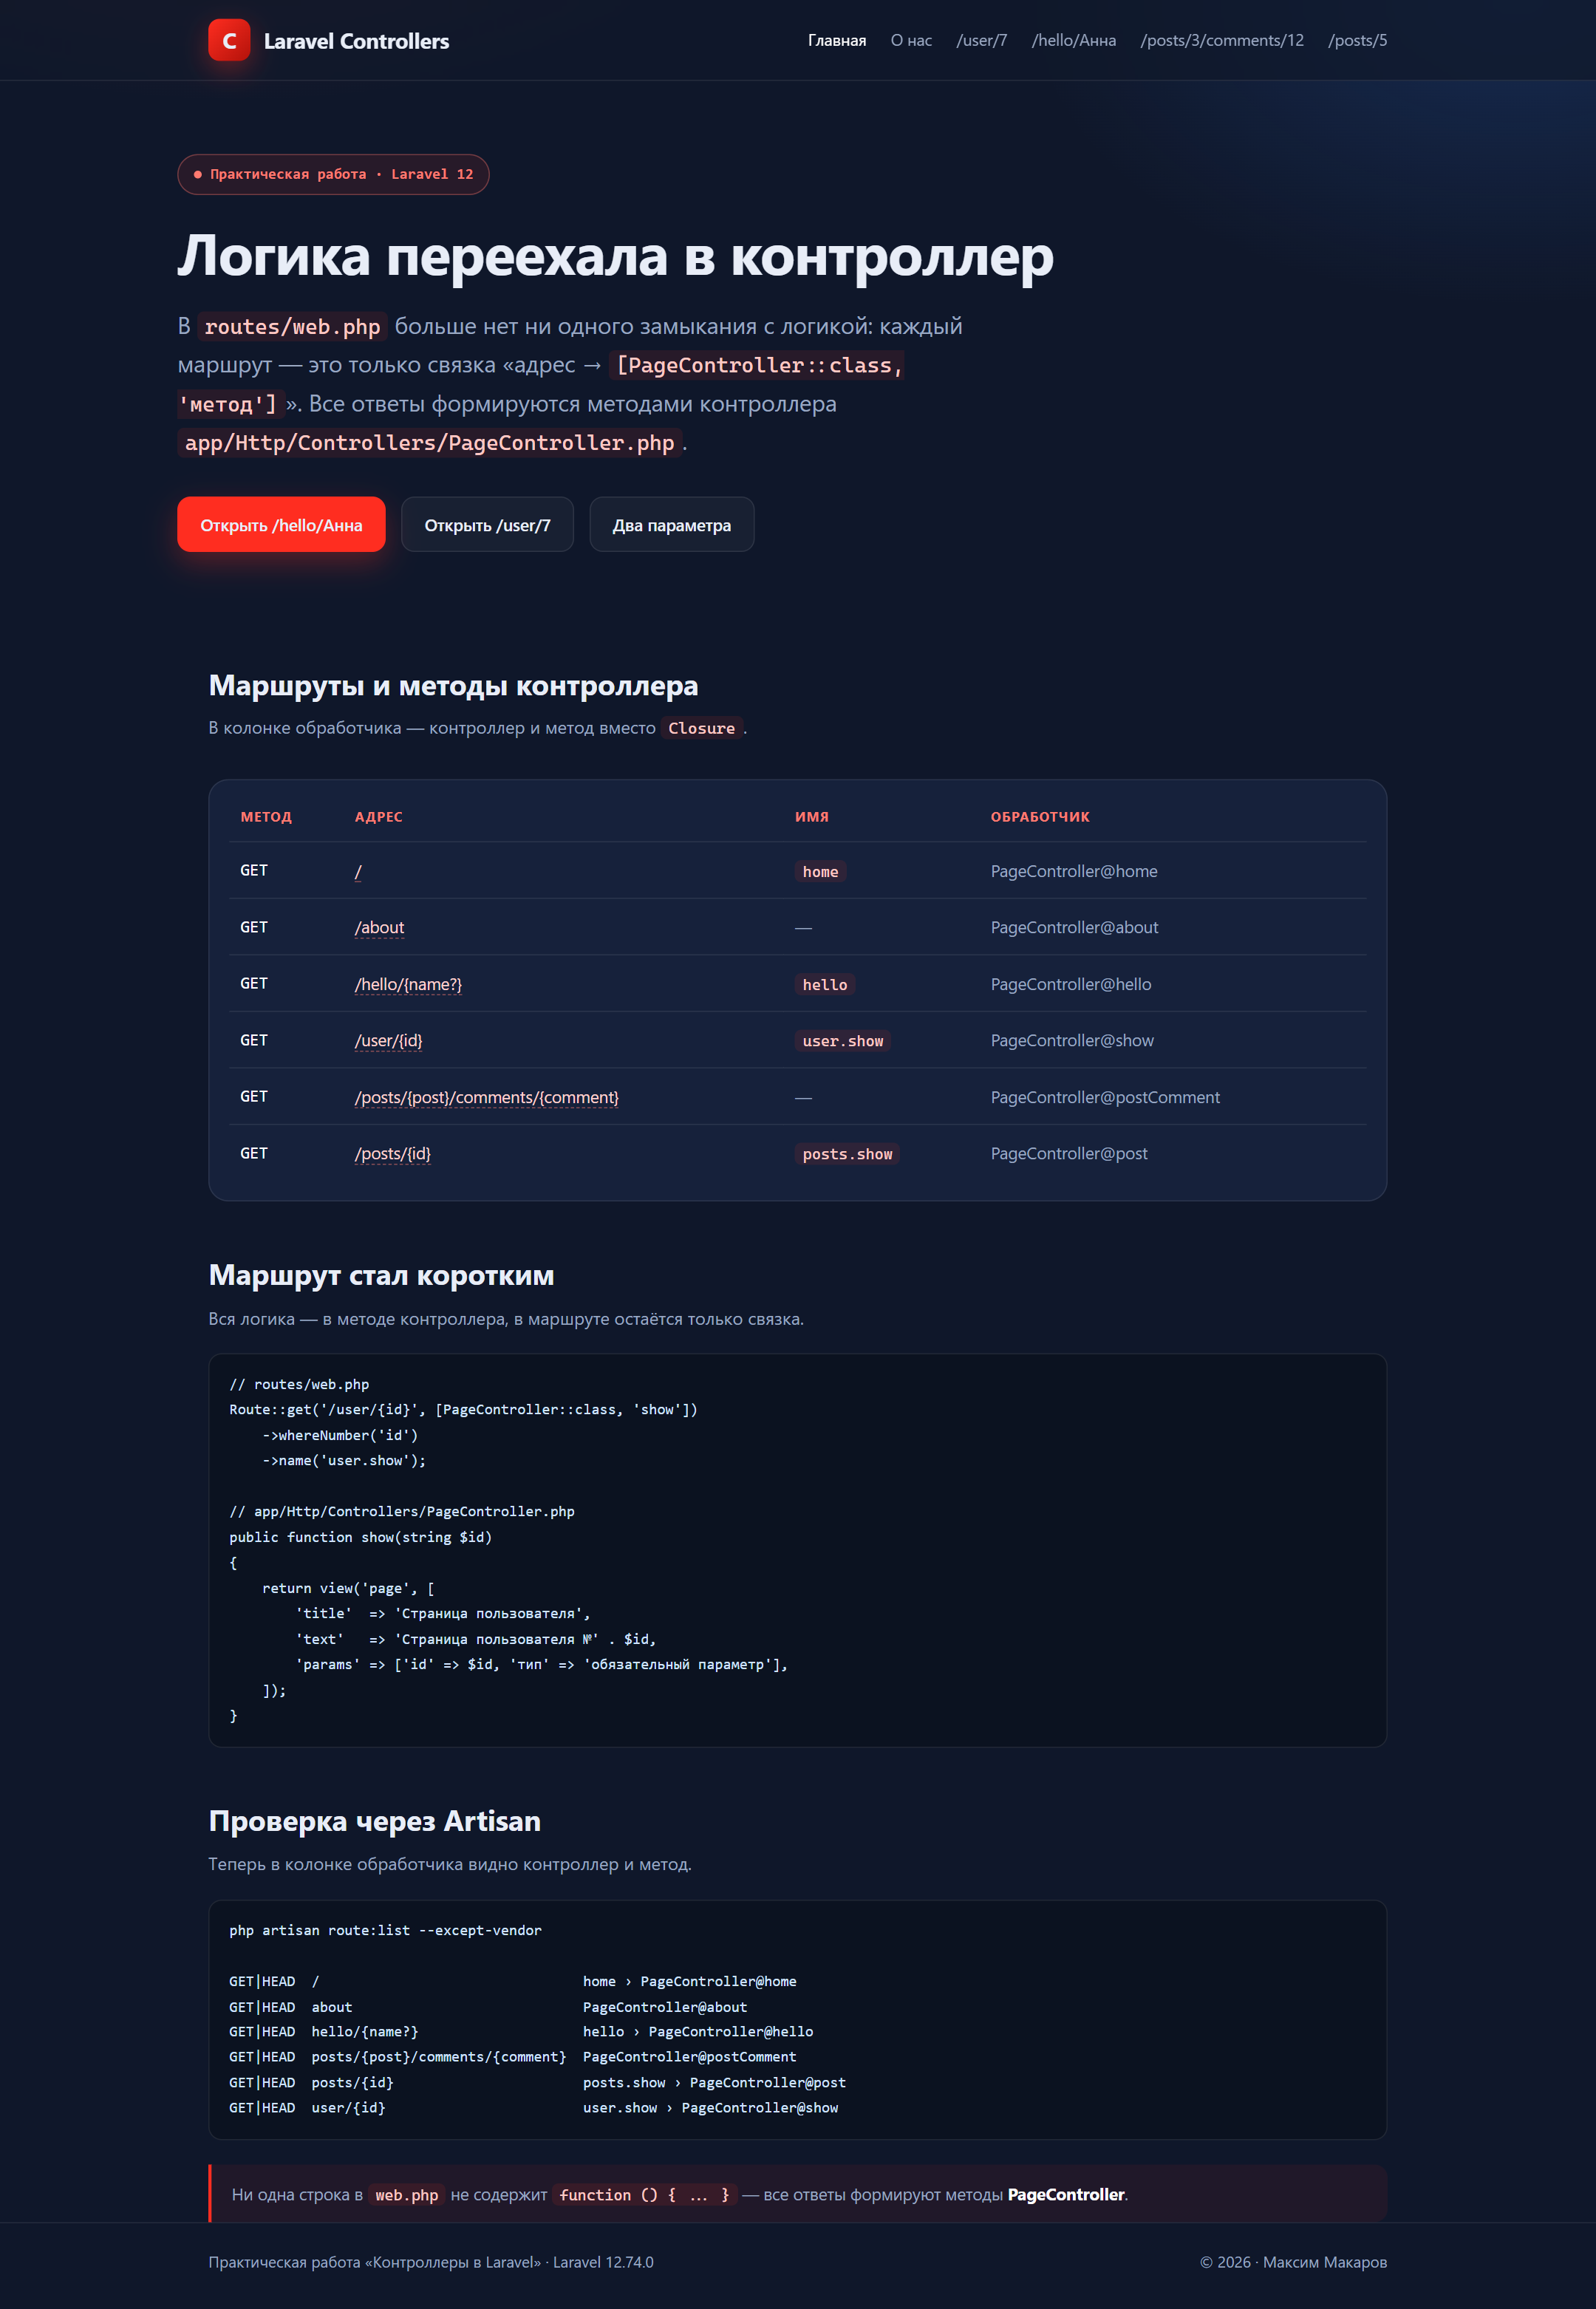 C Laravel Controllers
Главная О нас /user/7 /hello/Анна /posts/3/comments/12 /posts/5
Практическая работа · Laravel 12
Логика переехала в контроллер
В routes/web.php больше нет ни одного замыкания с логикой: каждый
маршрут — это только связка «адрес → [PageController::class,
'метод'] ». Все ответы формируются методами контроллера
app/Http/Controllers/PageController.php .
Открыть /hello/Анна Открыть /user/7 Два параметра
Маршруты и методы контроллера
В колонке обработчика — контроллер и метод вместо Closure .
МЕТОД АДРЕС ИМЯ ОБРАБОТЧИК
GET / home PageController@home
GET /about — PageController@about
GET /hello/{name?} hello PageController@hello
GET /user/{id} user.show PageController@show
GET /posts/{post}/comments/{comment} — PageController@postComment
GET /posts/{id} posts.show PageController@post
Маршрут стал коротким
Вся логика — в методе контроллера, в маршруте остаётся только связка.
// routes/web.php
Route::get('/user/{id}', [PageController::class, 'show'])
    ->whereNumber('id')
    ->name('user.show');
// app/Http/Controllers/PageController.php
public function show(string $id)
{
    return view('page', [
        'title'  => 'Страница пользователя',
        'text'   => 'Страница пользователя №' . $id,
        'params' => ['id' => $id, 'тип' => 'обязательный параметр'],
    ]);
}
Проверка через Artisan
Теперь в колонке обработчика видно контроллер и метод.
php artisan route:list --except-vendor
GET|HEAD  /                                home › PageController@home
GET|HEAD  about                            PageController@about
GET|HEAD  hello/{name?}                    hello › PageController@hello
GET|HEAD  posts/{post}/comments/{comment}  PageController@postComment
GET|HEAD  posts/{id}                       posts.show › PageController@post
GET|HEAD  user/{id}                        user.show › PageController@show
Ни одна строка в web.php не содержит function () { ... } — все ответы формируют методы PageController.
Практическая работа «Контроллеры в Laravel» · Laravel 12.74.0 © 2026 · Максим Макаров